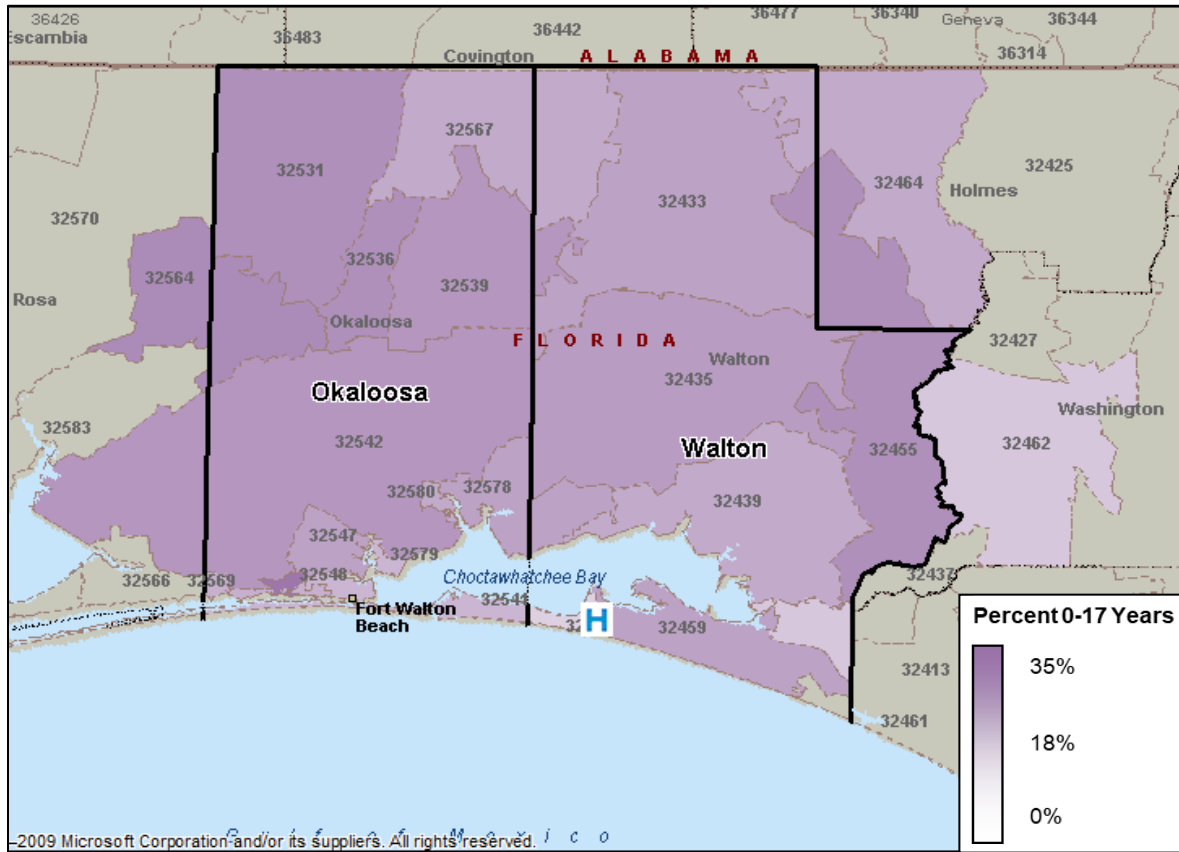 36426
Escambia
36483
36442
Covington
36477
36340
Geneva
36344
36314
A L A B A M A
32567
32531
32433
32464
Holmes
32425
32570
32564
32536
32539
Rosa
Okaloosa
F L O R I D A
Walton
32427
32435
Okaloosa
Washington
32583
32542
Walton
32455
32462
32580
32578
32439
32547
32579
32566
32569
32548
Choctawhatchee Bay
32437
Fort Walton
Beach
H
32459
32413
32461
Percent 0-17 Years
35%
18%
0%
Gulf of Mexico
2009 Microsoft Corporation and/or its suppliers. All rights reserved.